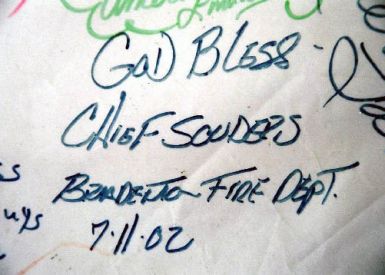 GOD BLESS -
CHIEF SOUDERS
BRADENTON FIRE DEPT.
7.11.02